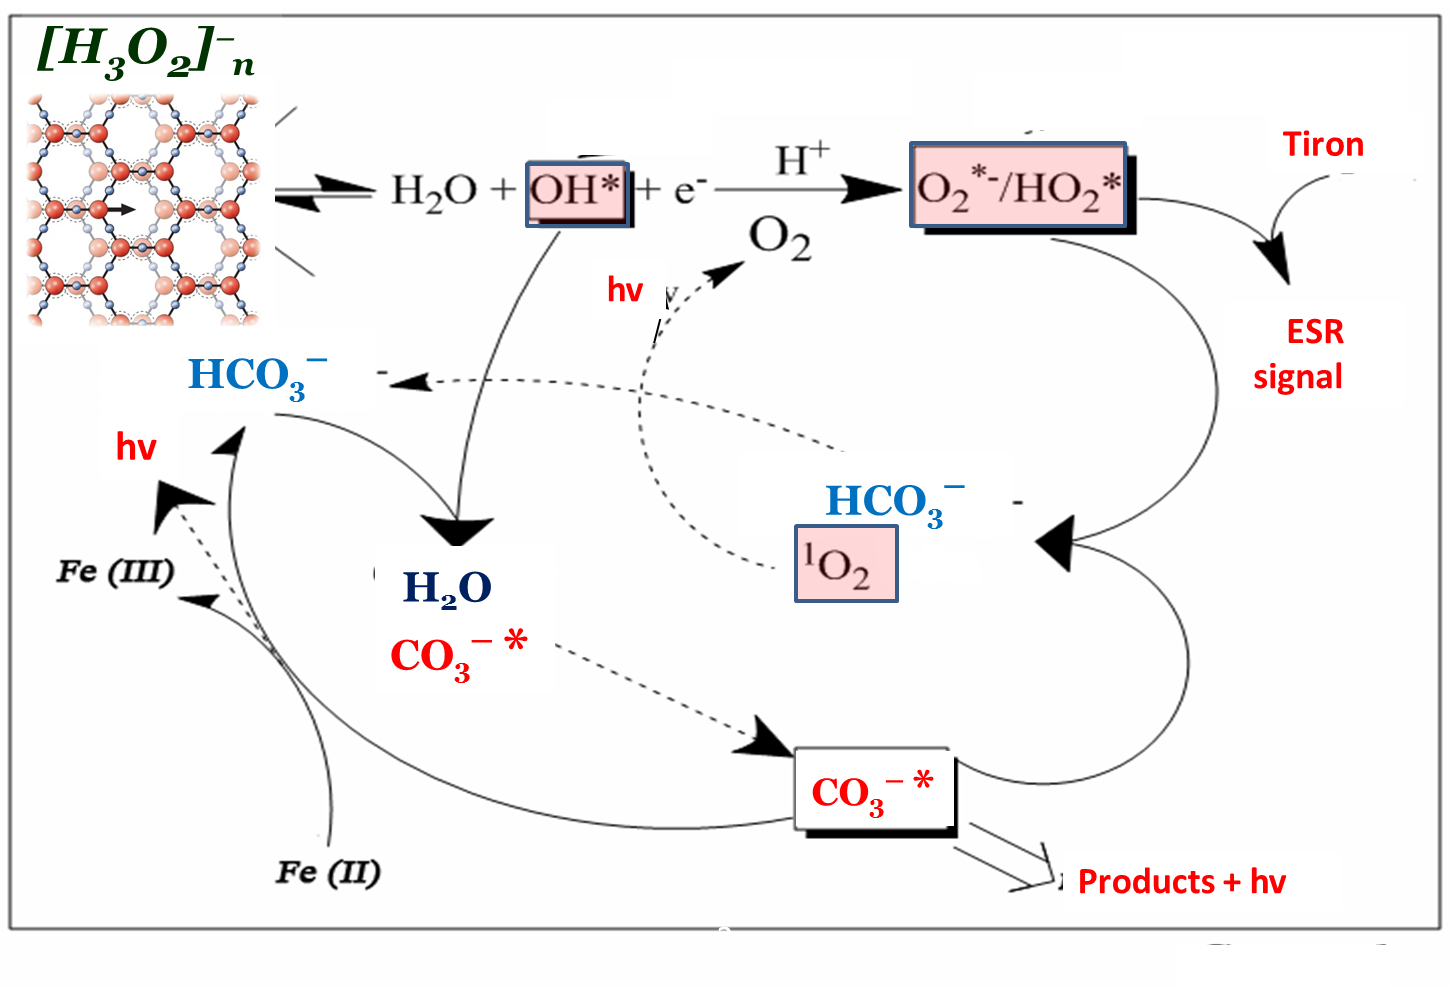 [H₃O₂]⁻ₙ
H₂O + OH* + e⁻
H⁺
O₂
O₂*⁻/HO₂*
Tiron
hν
ESR
signal
HCO₃⁻ -
hν
HCO₃⁻ -
¹O₂
Fe (III)
H₂O
CO₃⁻ *
CO₃⁻ *
Fe (II)
Products + hν